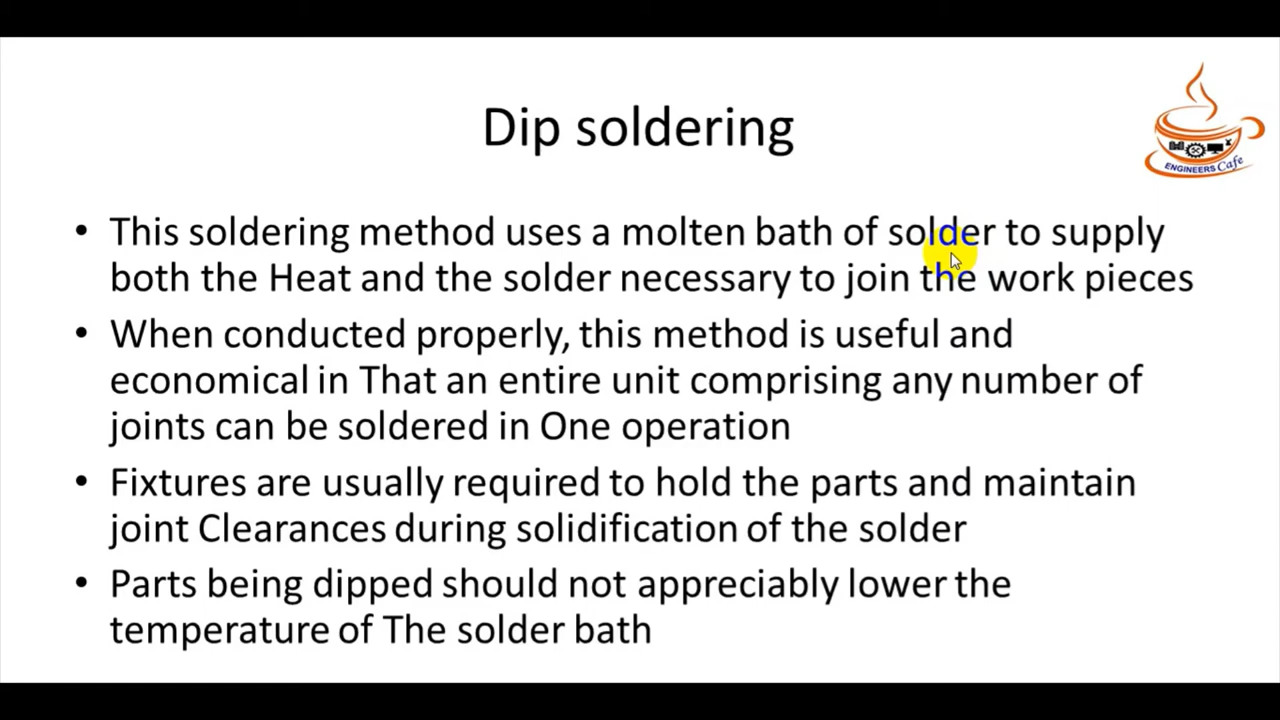 Dip soldering
ENGINEERS Cafe
• This soldering method uses a molten bath of solder to supply
both the Heat and the solder necessary to join the work pieces
• When conducted properly, this method is useful and
economical in That an entire unit comprising any number of
joints can be soldered in One operation
• Fixtures are usually required to hold the parts and maintain
joint Clearances during solidification of the solder
• Parts being dipped should not appreciably lower the
temperature of The solder bath